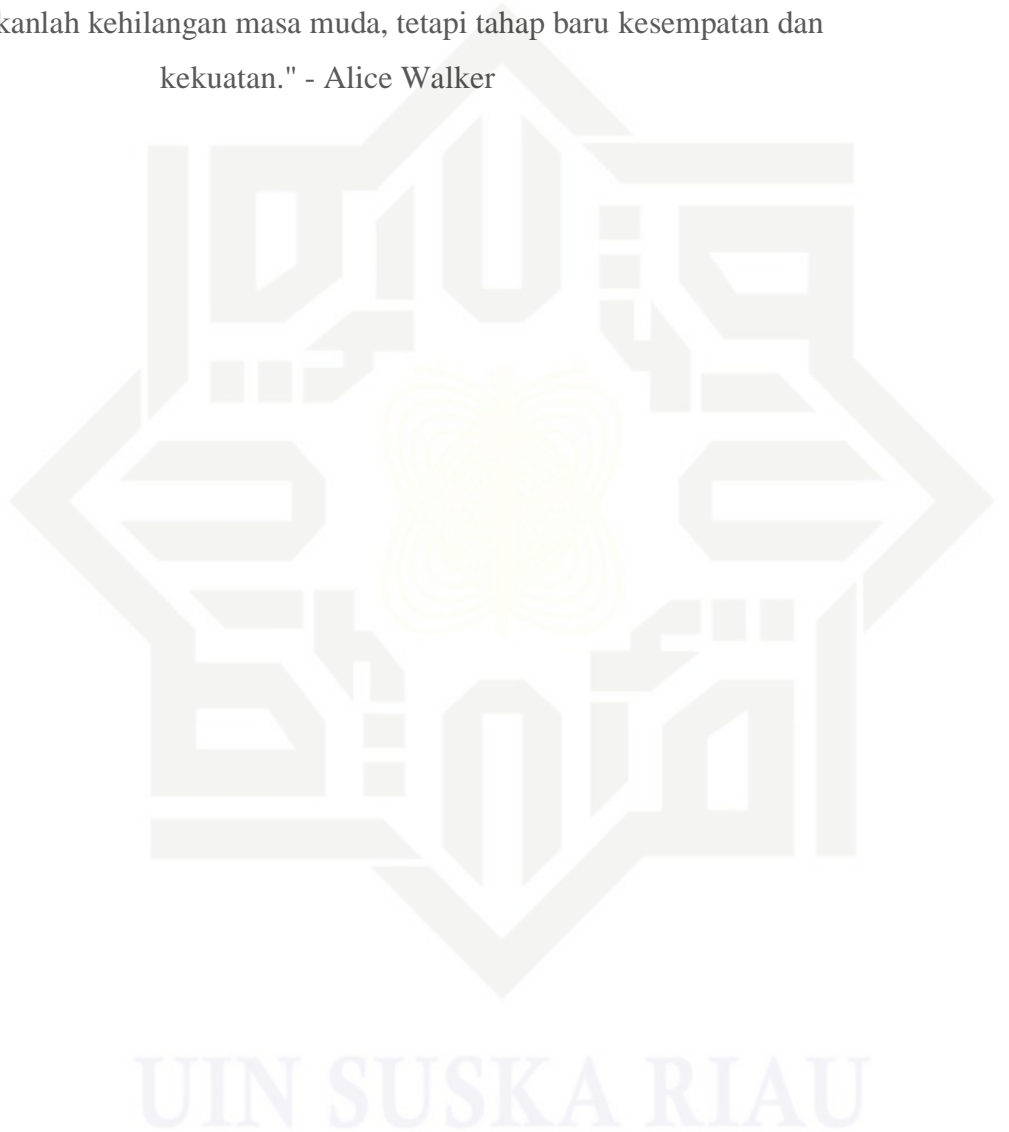 kanlah kehilangan masa muda, tetapi tahap baru kesempatan dan
kekuatan." - Alice Walker
UIN SUSKA RIAU